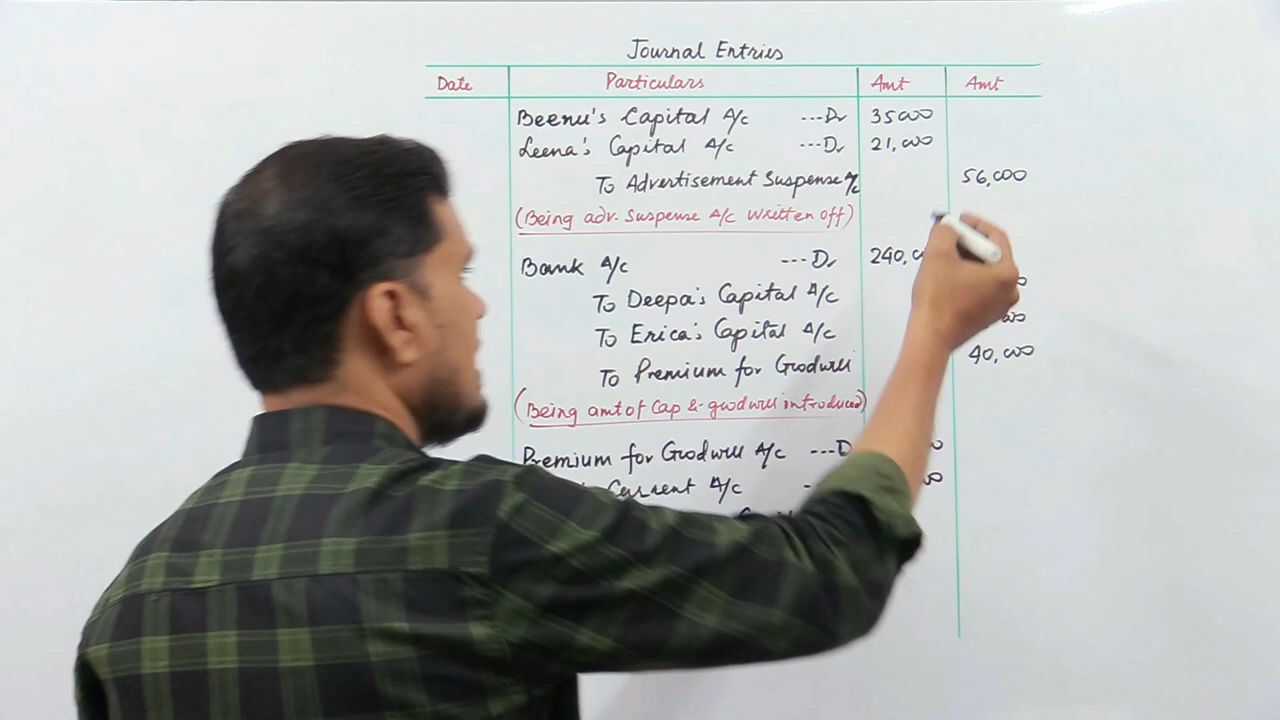 Journal Entries
Date Particulars Amt Amt
Beenu's Capital A/c ---Dr 35000
Leena's Capital A/c ---Dr 21,000
To Advertisement Suspense A/c 56,000
(Being adv. Suspense A/c written off)
Bank A/c ---Dr 240,0
To Deepa's Capital A/c
To Erica's Capital A/c
To Premium for Goodwill 40,000
(Being amt of Cap & goodwill introduced)
Premium for Goodwill A/c ---D
Current A/c